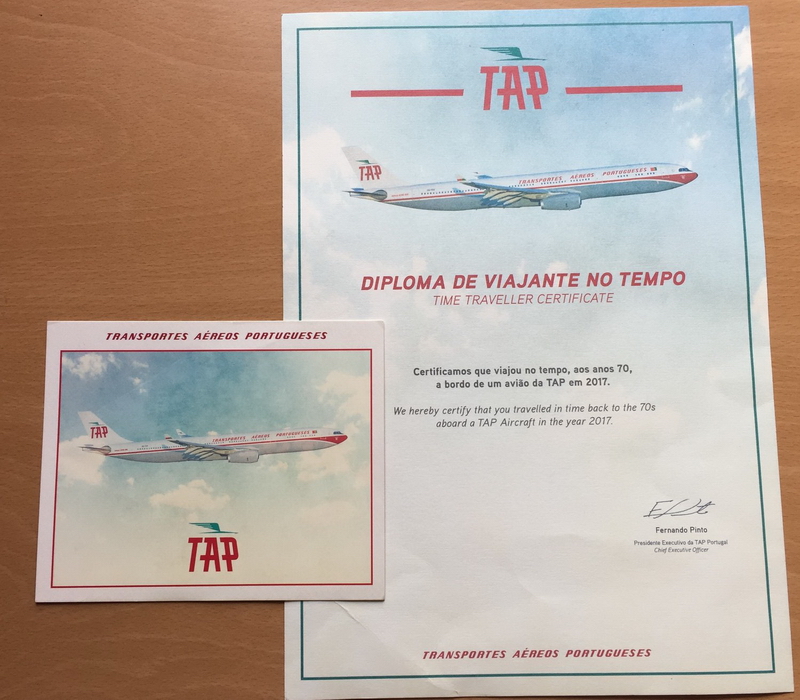 TAP
TAP
TRANSPORTES AÉREOS PORTUGUESES
DIPLOMA DE VIAJANTE NO TEMPO
TIME TRAVELLER CERTIFICATE
Certificamos que viajou no tempo, aos anos 70,
a bordo de um avião da TAP em 2017.
We hereby certify that you travelled in time back to the 70s
aboard a TAP Aircraft in the year 2017.
Fernando Pinto
Presidente Executivo da TAP Portugal
Chief Executive Officer
TRANSPORTES AÉREOS PORTUGUESES
TRANSPORTES AÉREOS PORTUGUESES
TAP
TRANSPORTES AÉREOS PORTUGUESES
TAP